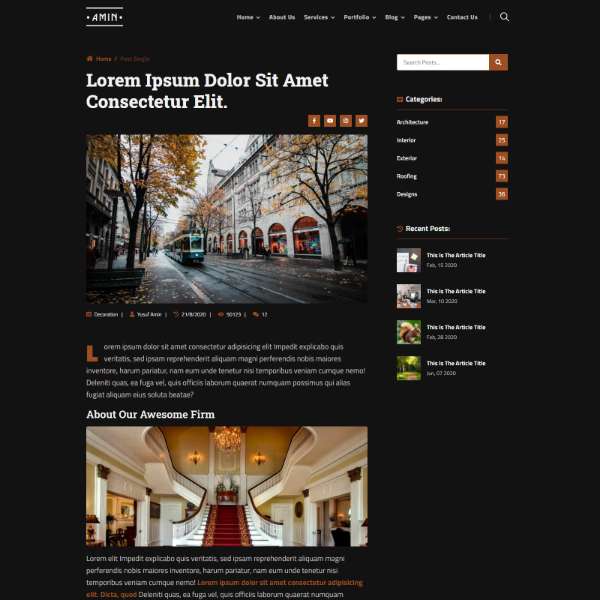 AMIN
Home
About Us
Services
Portfolio
Blog
Pages
Contact Us
Home / Post Single
Lorem Ipsum Dolor Sit Amet
Consectetur Elit.
Decoration | Yusuf Amin | 21/8/2020 | 90123 | 12
Lorem ipsum dolor sit amet consectetur adipisicing elit Impedit explicabo quis
veritatis, sed ipsam reprehenderit aliquam magni perferendis nobis maiores
inventore, harum pariatur, nam eum unde tenetur nisi temporibus veniam cumque nemo!
Deleniti quas, ea fuga vel, quis officiis laborum quaerat numquam possimus qui alias
fugiat aliquam eius soluta beatae?
About Our Awesome Firm
Lorem elit Impedit explicabo quis veritatis, sed ipsam reprehenderit aliquam magni
perferendis nobis maiores inventore, harum pariatur, nam eum unde tenetur nisi
temporibus veniam cumque nemo! Lorem ipsum dolor sit amet consectetur adipisicing
elit. Dicta, quod Deleniti quas, ea fuga vel, quis officiis laborum quaerat numquam
Search Posts...
Categories:
Architecture 17
Interior 25
Exterior 14
Roofing 73
Designs 36
Recent Posts:
This Is The Article Title
Feb, 15 2020
This Is The Article Title
Mar, 10 2020
This Is The Article Title
Feb, 28 2020
This Is The Article Title
Jun, 07 2020